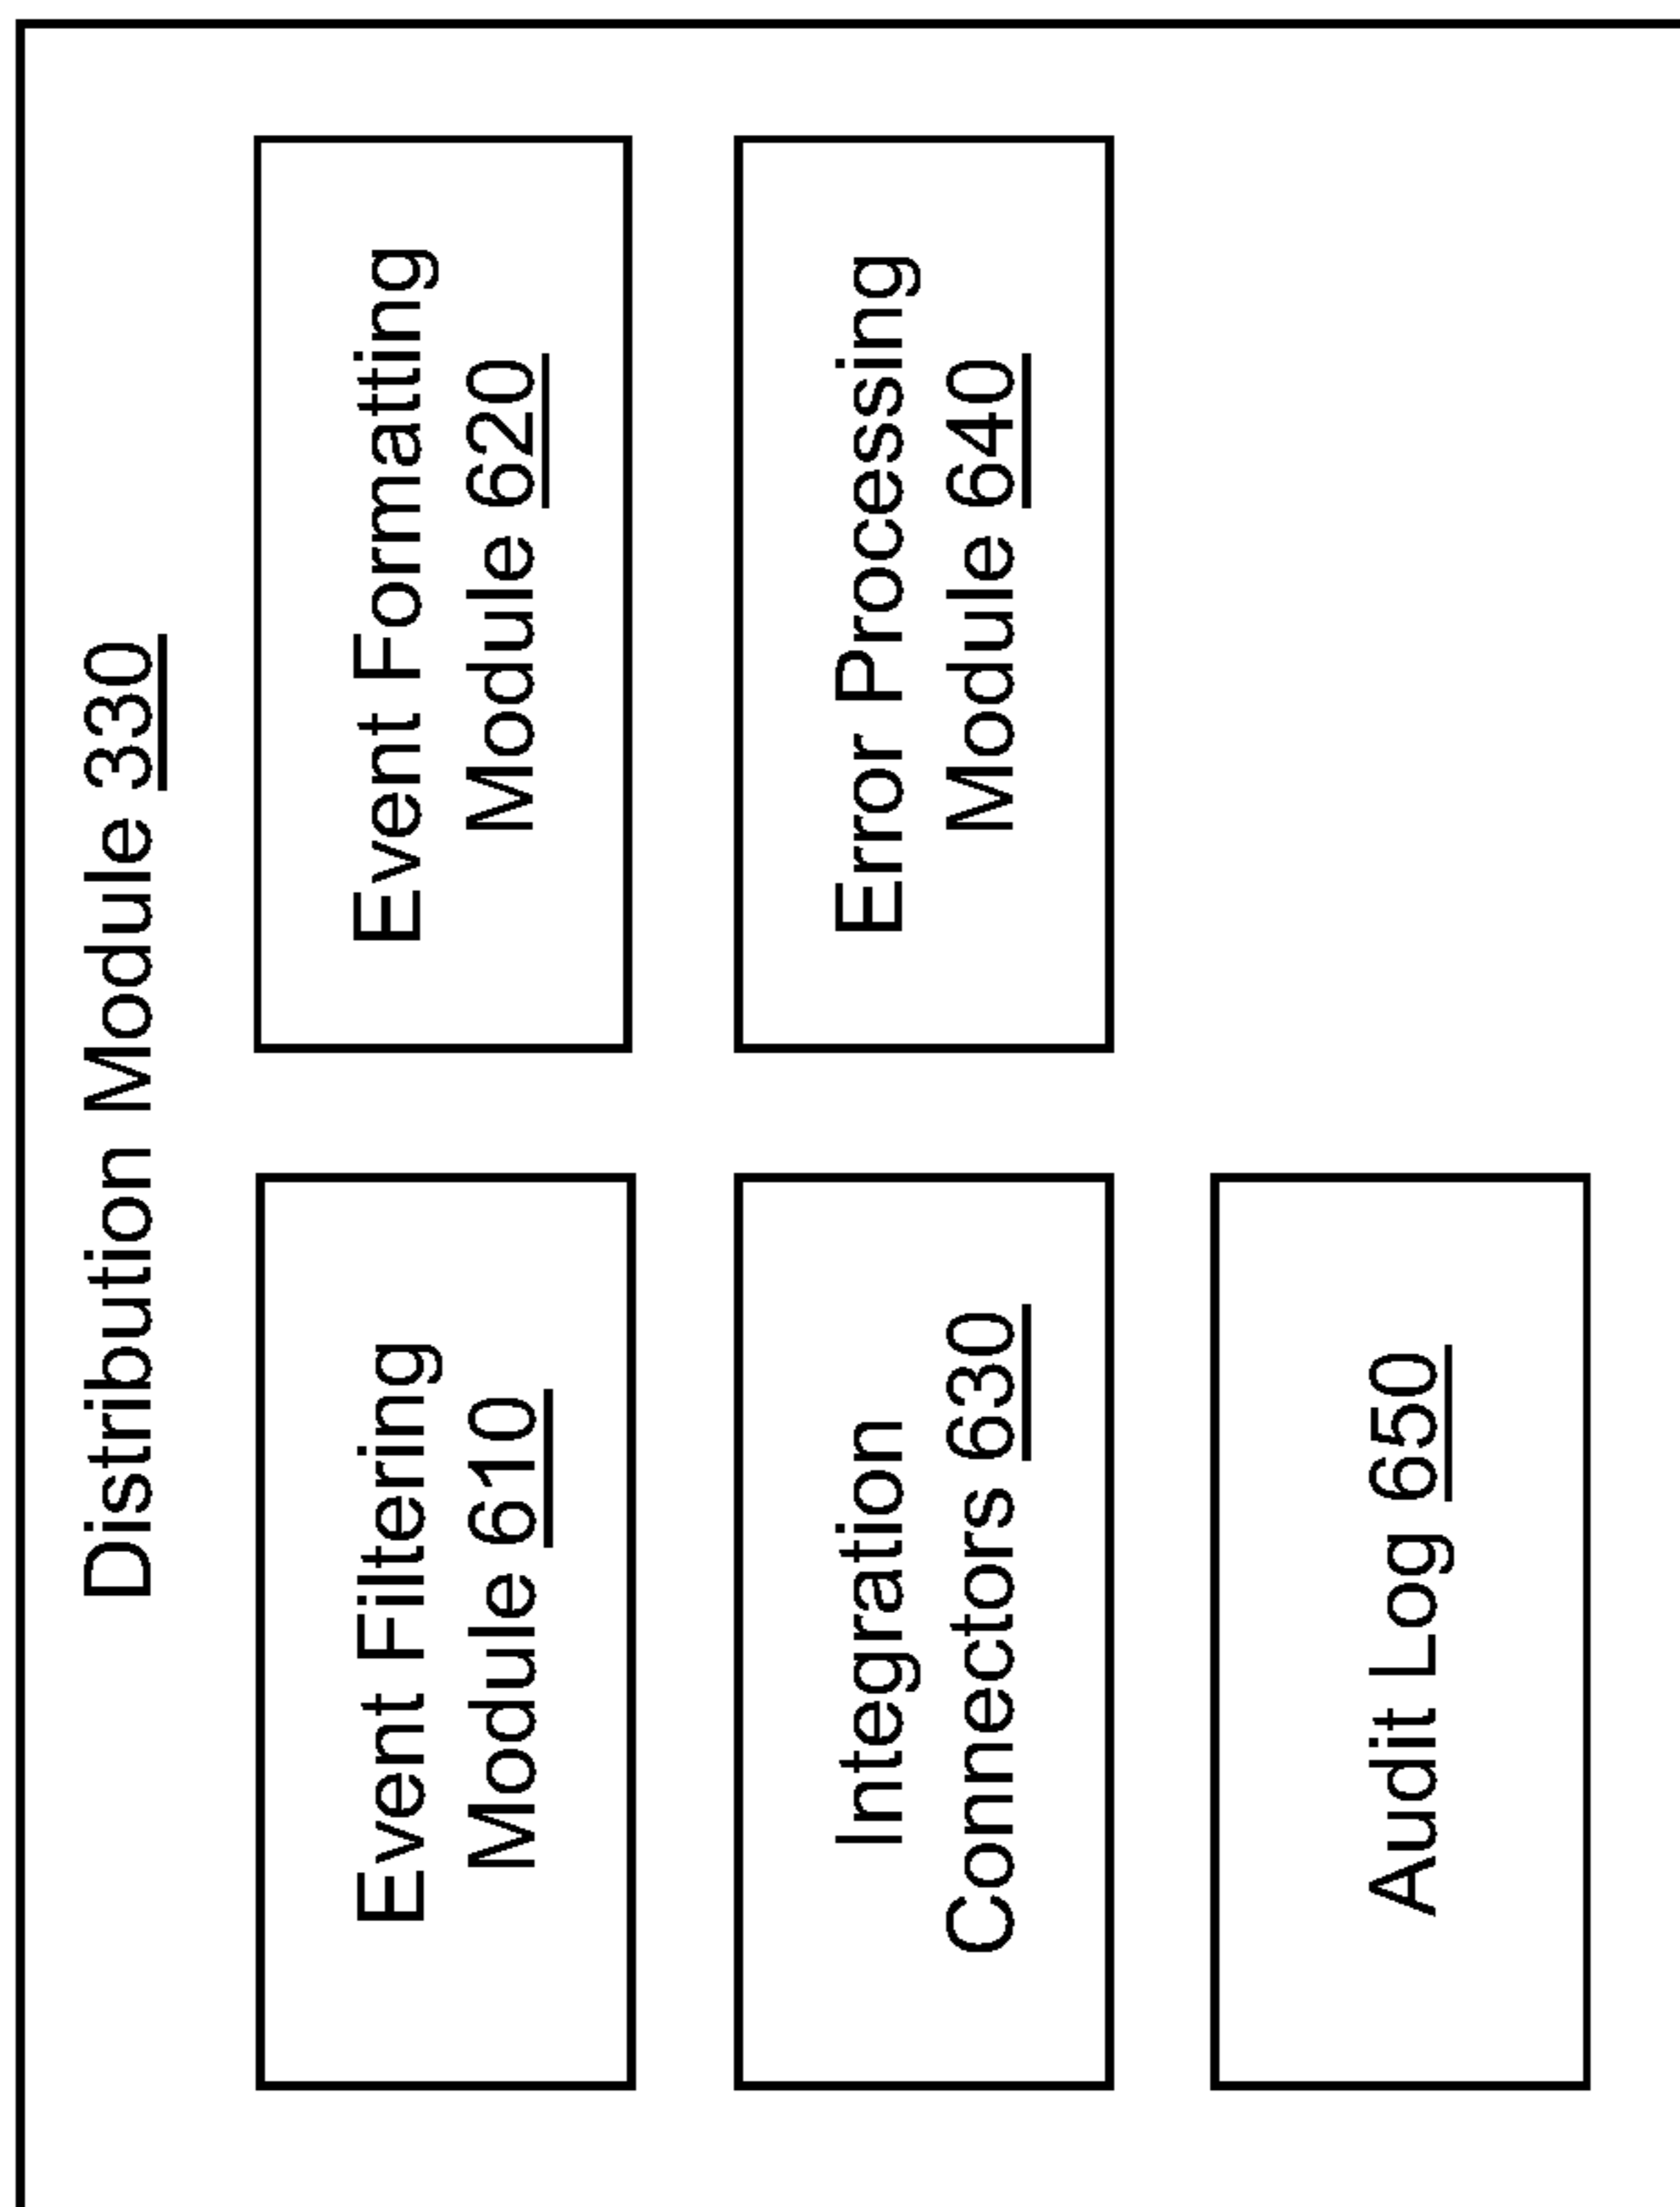 Distribution Module 330
Event Filtering
Module 610
Event Formatting
Module 620
Integration
Connectors 630
Error Processing
Module 640
Audit Log 650